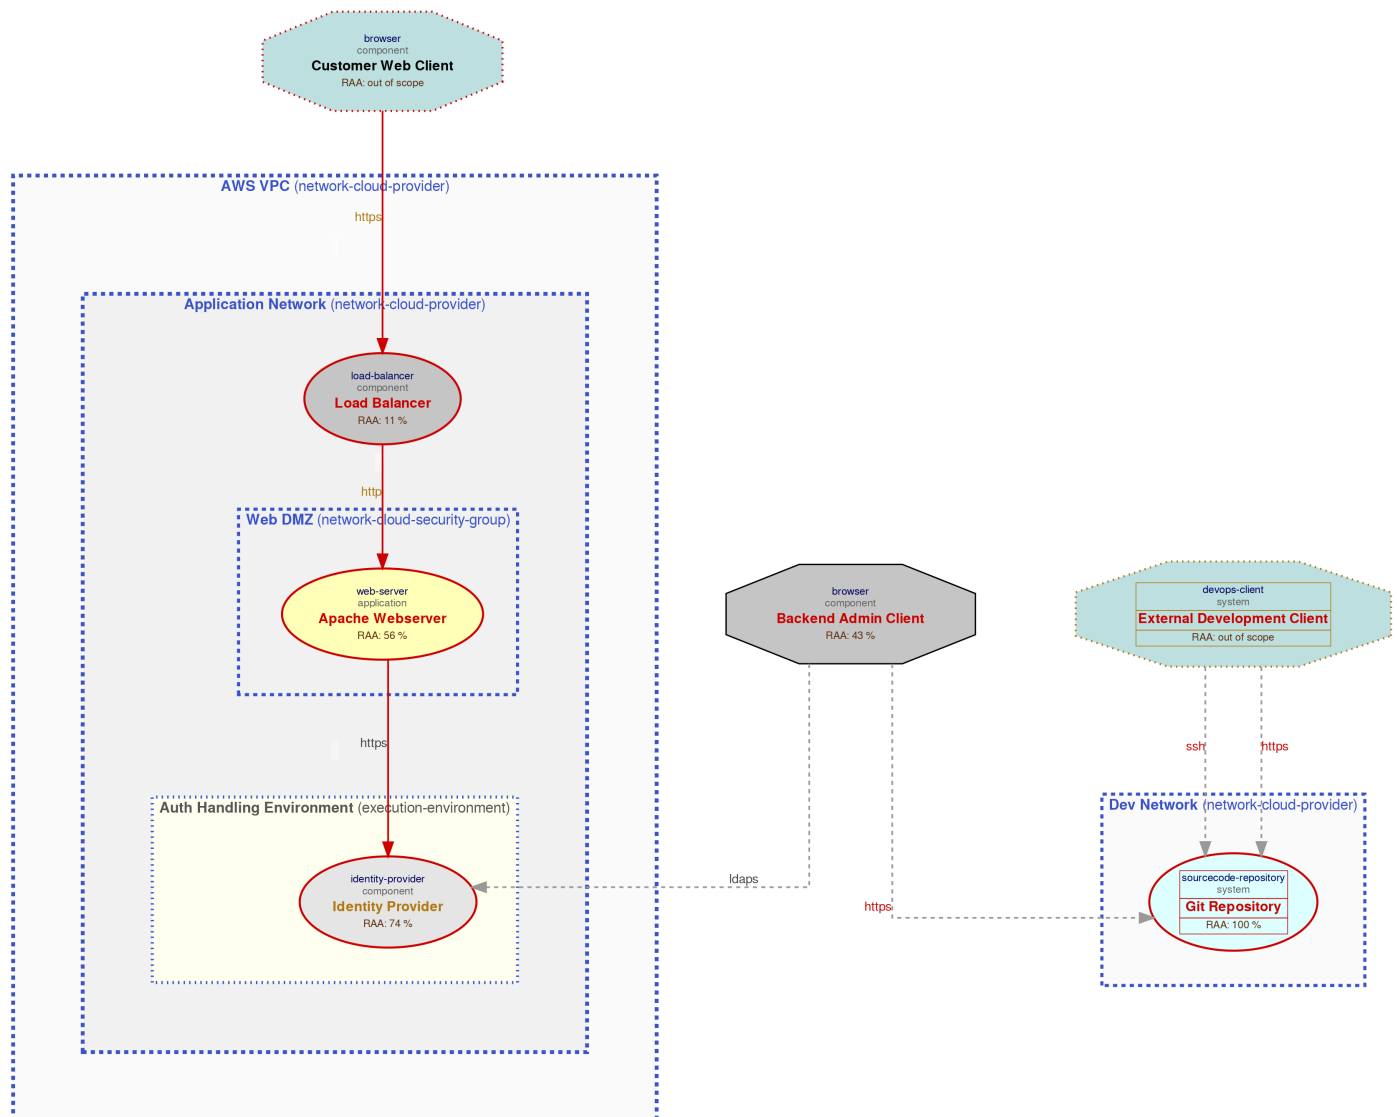 browser
component
Customer Web Client
RAA: out of scope
AWS VPC (network-cloud-provider)
https
Application Network (network-cloud-provider)
load-balancer
component
Load Balancer
RAA: 11 %
http
Web DMZ (network-cloud-security-group)
web-server
application
Apache Webserver
RAA: 56 %
browser
component
Backend Admin Client
RAA: 43 %
devops-client
system
External Development Client
RAA: out of scope
https
ssh
https
Auth Handling Environment (execution-environment)
Dev Network (network-cloud-provider)
identity-provider
component
Identity Provider
RAA: 74 %
ldaps
https
sourcecode-repository
system
Git Repository
RAA: 100 %